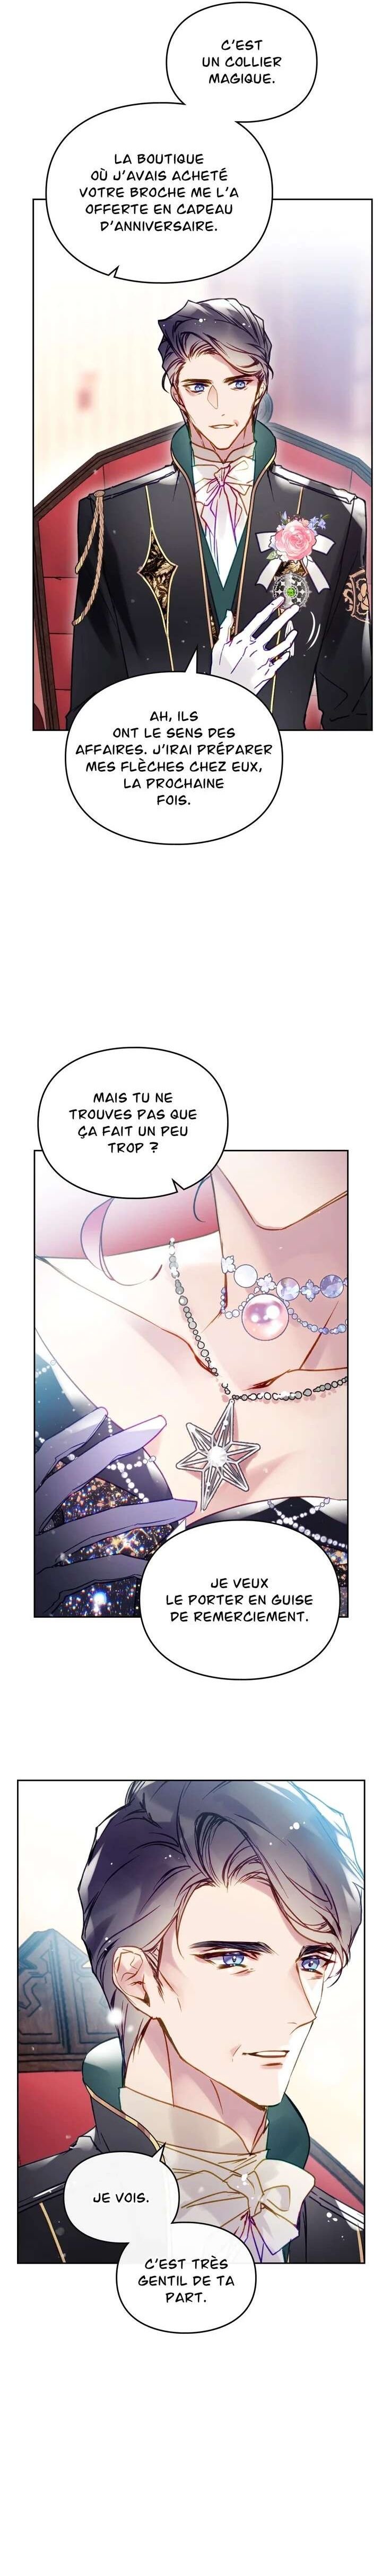 C'EST
UN COLLIER
MAGIQUE.
LA BOUTIQUE
OÙ J'AVAIS ACHETÉ
VOTRE BROCHE ME L'A
OFFERTE EN CADEAU
D'ANNIVERSAIRE.
AH, ILS
ONT LE SENS DES
AFFAIRES. J'IRAI PRÉPARER
MES FLÈCHES CHEZ EUX,
LA PROCHAINE
FOIS.
MAIS TU NE
TROUVES PAS QUE
ÇA FAIT UN PEU
TROP ?
JE VEUX
LE PORTER EN GUISE
DE REMERCIEMENT.
JE VOIS.
C'EST TRÈS
GENTIL DE TA
PART.